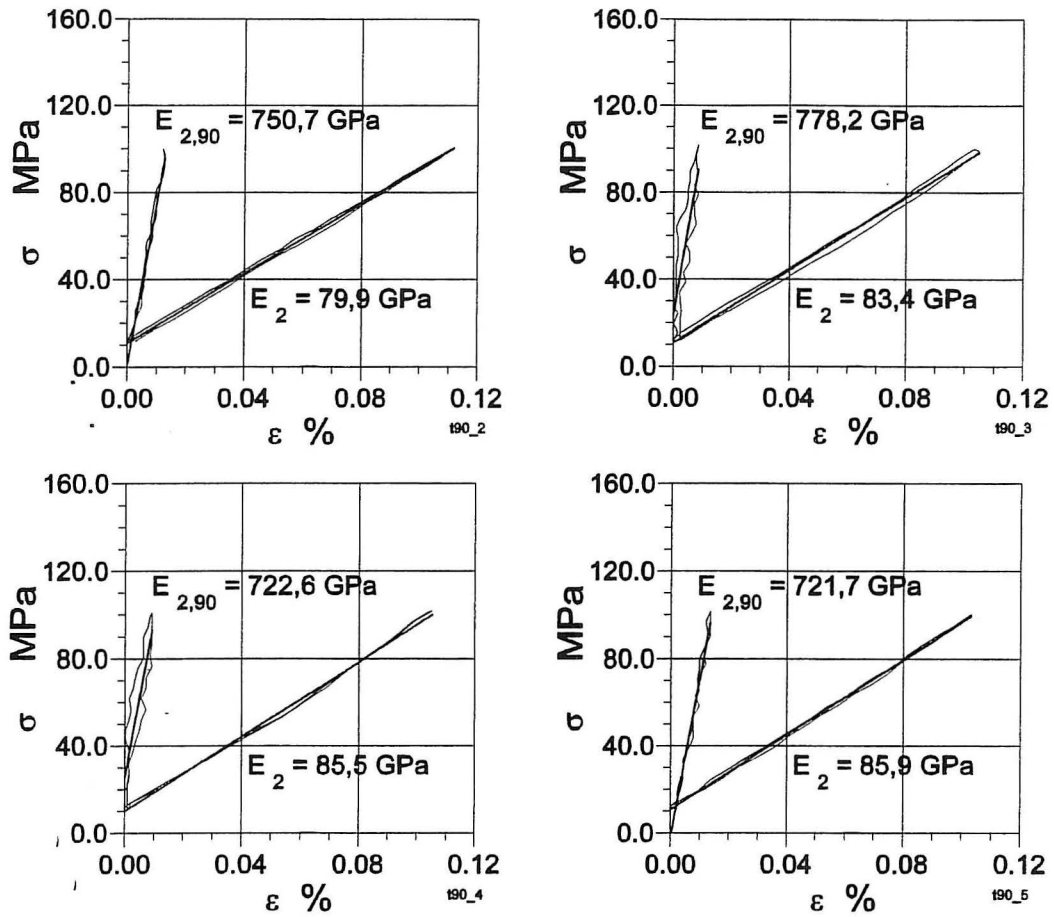 160.0
120.0
E 2,90 = 750,7 GPa
σ MPa
80.0
40.0
E 2 = 79,9 GPa
0.0
0.00 0.04 0.08 0.12
ε % t90_2
160.0
120.0
E 2,90 = 778,2 GPa
σ MPa
80.0
40.0
E 2 = 83,4 GPa
0.0
0.00 0.04 0.08 0.12
ε % t90_3
160.0
120.0
E 2,90 = 722,6 GPa
σ MPa
80.0
40.0
E 2 = 85,5 GPa
0.0
0.00 0.04 0.08 0.12
ε % t90_4
160.0
120.0
E 2,90 = 721,7 GPa
σ MPa
80.0
40.0
E 2 = 85,9 GPa
0.0
0.00 0.04 0.08 0.12
ε % t90_5